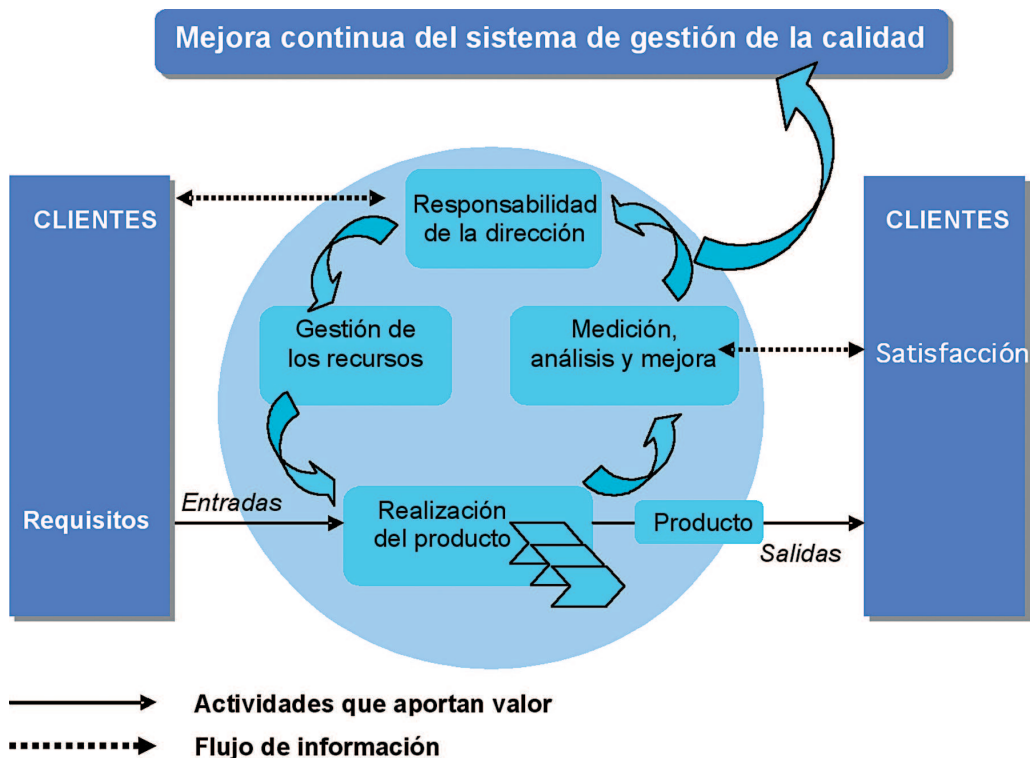 Mejora continua del sistema de gestión de la calidad
CLIENTES
Responsabilidad
de la dirección
CLIENTES
Gestión de
los recursos
Medición,
análisis y mejora
Satisfacción
Requisitos
Entradas
Realización
del producto
Producto
Salidas
Actividades que aportan valor
Flujo de información